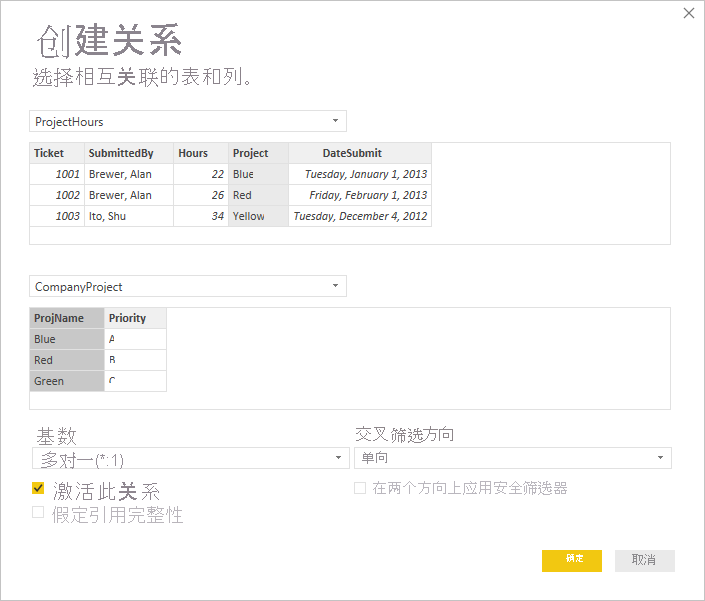 创建关系
选择相互关联的表和列。
ProjectHours
Ticket SubmittedBy Hours Project DateSubmit
1001 Brewer, Alan 22 Blue Tuesday, January 1, 2013
1002 Brewer, Alan 26 Red Friday, February 1, 2013
1003 Ito, Shu 34 Yellow Tuesday, December 4, 2012
CompanyProject
ProjName Priority
Blue A
Red B
Green C
基数 交叉筛选方向
多对一(*:1) 单向
激活此关系 在两个方向上应用安全筛选器
假定引用完整性
确定 取消